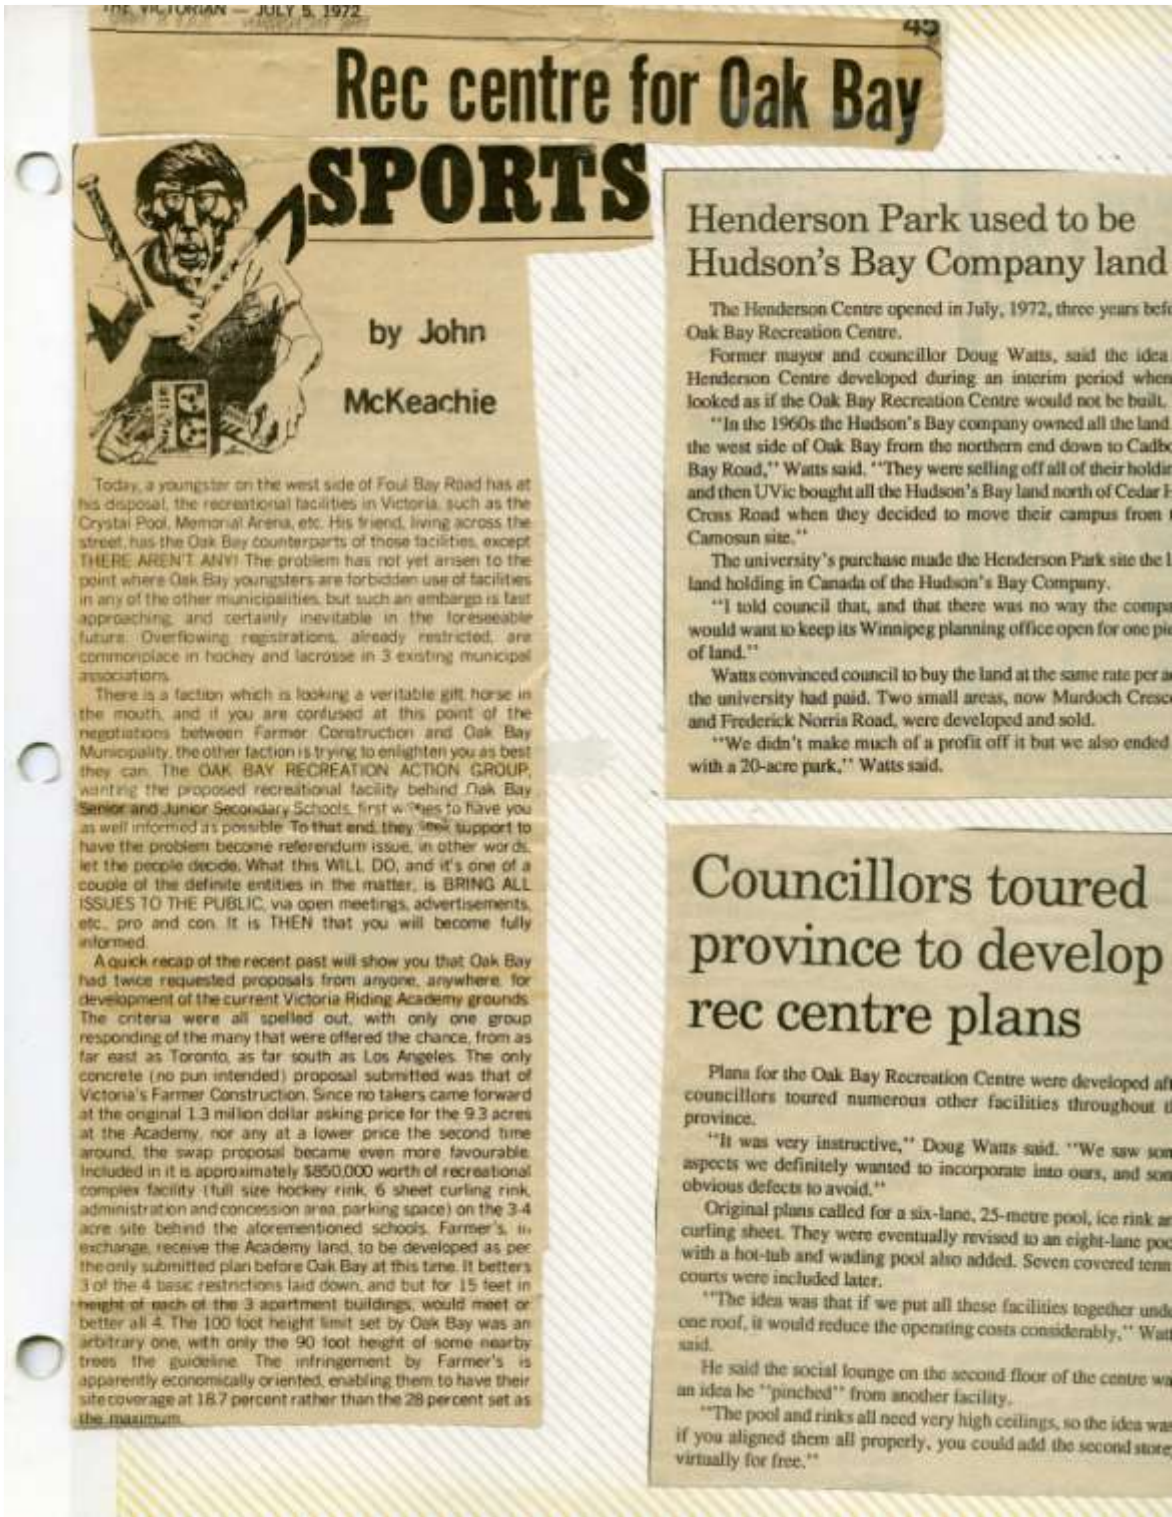 THE VICTORIAN — JULY 5, 1972
45
Rec centre for Oak Bay
SPORTS
by John
McKeachie
Today, a youngster on the west side of Foul Bay Road has at
his disposal, the recreational facilities in Victoria, such as the
Crystal Pool, Memorial Arena, etc. His friend, living across the
street, has the Oak Bay counterparts of those facilities, except
THERE AREN'T ANY! The problem has not yet arisen to the
point where Oak Bay youngsters are forbidden use of facilities
in any of the other municipalities, but such an embargo is fast
approaching, and certainly inevitable in the foreseeable
future. Overflowing registrations, already restricted, are
commonplace in hockey and lacrosse in 3 existing municipal
associations.
There is a faction which is looking a veritable gift horse in
the mouth, and if you are confused at this point of the
negotiations between Farmer Construction and Oak Bay
Municipality, the other faction is trying to enlighten you as best
they can. The OAK BAY RECREATION ACTION GROUP,
wanting the proposed recreational facility behind Oak Bay
Senior and Junior Secondary Schools, first wishes to have you
as well informed as possible. To that end, they seek support to
have the problem become referendum issue, in other words,
let the people decide. What this WILL DO, and it's one of a
couple of the definite entities in the matter, is BRING ALL
ISSUES TO THE PUBLIC, via open meetings, advertisements,
etc., pro and con. It is THEN that you will become fully
informed.
A quick recap of the recent past will show you that Oak Bay
had twice requested proposals from anyone, anywhere, for
development of the current Victoria Riding Academy grounds.
The criteria were all spelled out, with only one group
responding of the many that were offered the chance, from as
far east as Toronto, as far south as Los Angeles. The only
concrete (no pun intended) proposal submitted was that of
Victoria's Farmer Construction. Since no takers came forward
at the original 1.3 million dollar asking price for the 9.3 acres
at the Academy, nor any at a lower price the second time
around, the swap proposal became even more favourable.
Included in it is approximately $850,000 worth of recreational
complex facility (full size hockey rink, 6 sheet curling rink,
administration and concession area, parking space) on the 3-4
acre site behind the aforementioned schools. Farmer's, in
exchange, receive the Academy land, to be developed as per
the only submitted plan before Oak Bay at this time. It betters
3 of the 4 basic restrictions laid down, and but for 15 feet in
height of each of the 3 apartment buildings, would meet or
better all 4. The 100 foot height limit set by Oak Bay was an
arbitrary one, with only the 90 foot height of some nearby
trees the guideline. The infringement by Farmer's is
apparently economically oriented, enabling them to have their
site coverage at 18.7 percent rather than the 28 percent set as
the maximum.
Henderson Park used to be
Hudson's Bay Company land
The Henderson Centre opened in July, 1972, three years befo
Oak Bay Recreation Centre.
Former mayor and councillor Doug Watts, said the idea
Henderson Centre developed during an interim period when
looked as if the Oak Bay Recreation Centre would not be built.
"In the 1960s the Hudson's Bay company owned all the land
the west side of Oak Bay from the northern end down to Cadbo
Bay Road," Watts said. "They were selling off all of their holdin
and then UVic bought all the Hudson's Bay land north of Cedar H
Cross Road when they decided to move their campus from t
Camosun site."
The university's purchase made the Henderson Park site the l
land holding in Canada of the Hudson's Bay Company.
"I told council that, and that there was no way the compa
would want to keep its Winnipeg planning office open for one pie
of land."
Watts convinced council to buy the land at the same rate per a
the university had paid. Two small areas, now Murdoch Cresc
and Frederick Norris Road, were developed and sold.
"We didn't make much of a profit off it but we also ended
with a 20-acre park," Watts said.
Councillors toured
province to develop
rec centre plans
Plans for the Oak Bay Recreation Centre were developed aft
councillors toured numerous other facilities throughout th
province.
"It was very instructive," Doug Watts said. "We saw som
aspects we definitely wanted to incorporate into ours, and som
obvious defects to avoid."
Original plans called for a six-lane, 25-metre pool, ice rink an
curling sheet. They were eventually revised to an eight-lane poo
with a hot-tub and wading pool also added. Seven covered tenn
courts were included later.
"The idea was that if we put all these facilities together unde
one roof, it would reduce the operating costs considerably," Watt
said.
He said the social lounge on the second floor of the centre wa
an idea he "pinched" from another facility.
"The pool and rinks all need very high ceilings, so the idea was
if you aligned them all properly, you could add the second store
virtually for free."